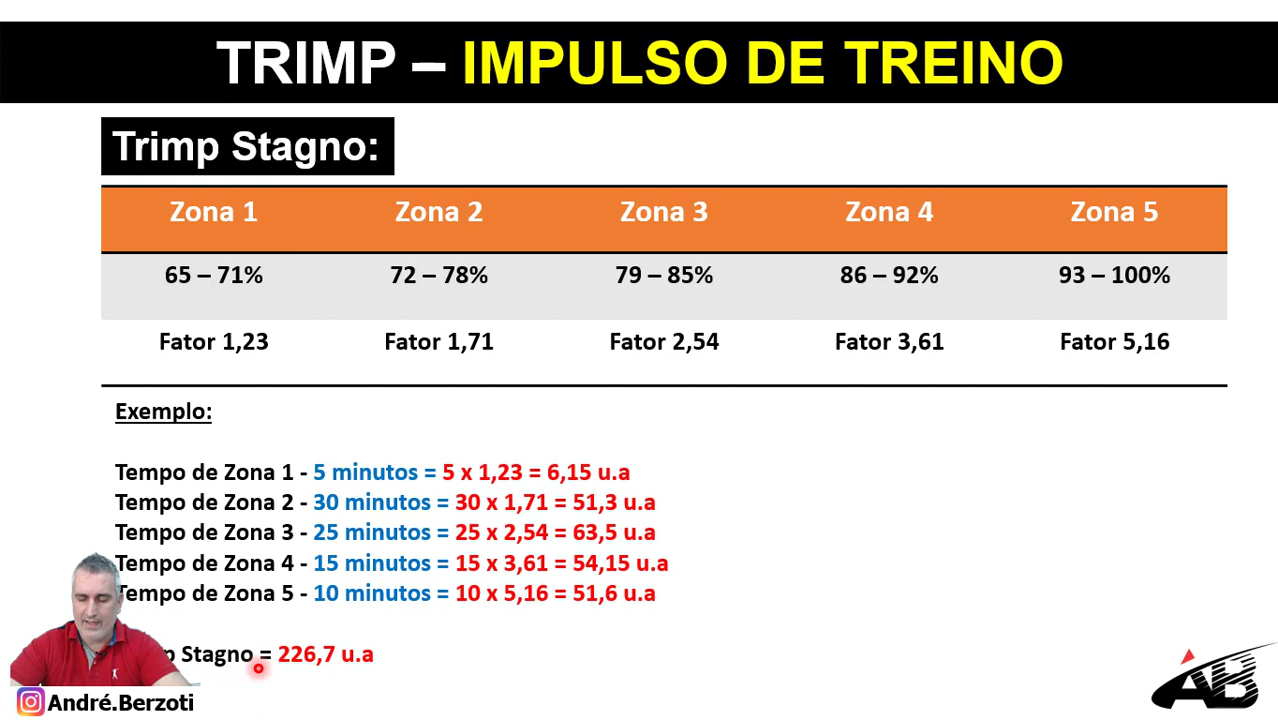 TRIMP – IMPULSO DE TREINO
Trimp Stagno:
Zona 1 Zona 2 Zona 3 Zona 4 Zona 5
65 – 71% 72 – 78% 79 – 85% 86 – 92% 93 – 100%
Fator 1,23 Fator 1,71 Fator 2,54 Fator 3,61 Fator 5,16
Exemplo:
Tempo de Zona 1 - 5 minutos = 5 x 1,23 = 6,15 u.a
Tempo de Zona 2 - 30 minutos = 30 x 1,71 = 51,3 u.a
Tempo de Zona 3 - 25 minutos = 25 x 2,54 = 63,5 u.a
Tempo de Zona 4 - 15 minutos = 15 x 3,61 = 54,15 u.a
Tempo de Zona 5 - 10 minutos = 10 x 5,16 = 51,6 u.a
Stagno = 226,7 u.a
André.Berzoti
AB